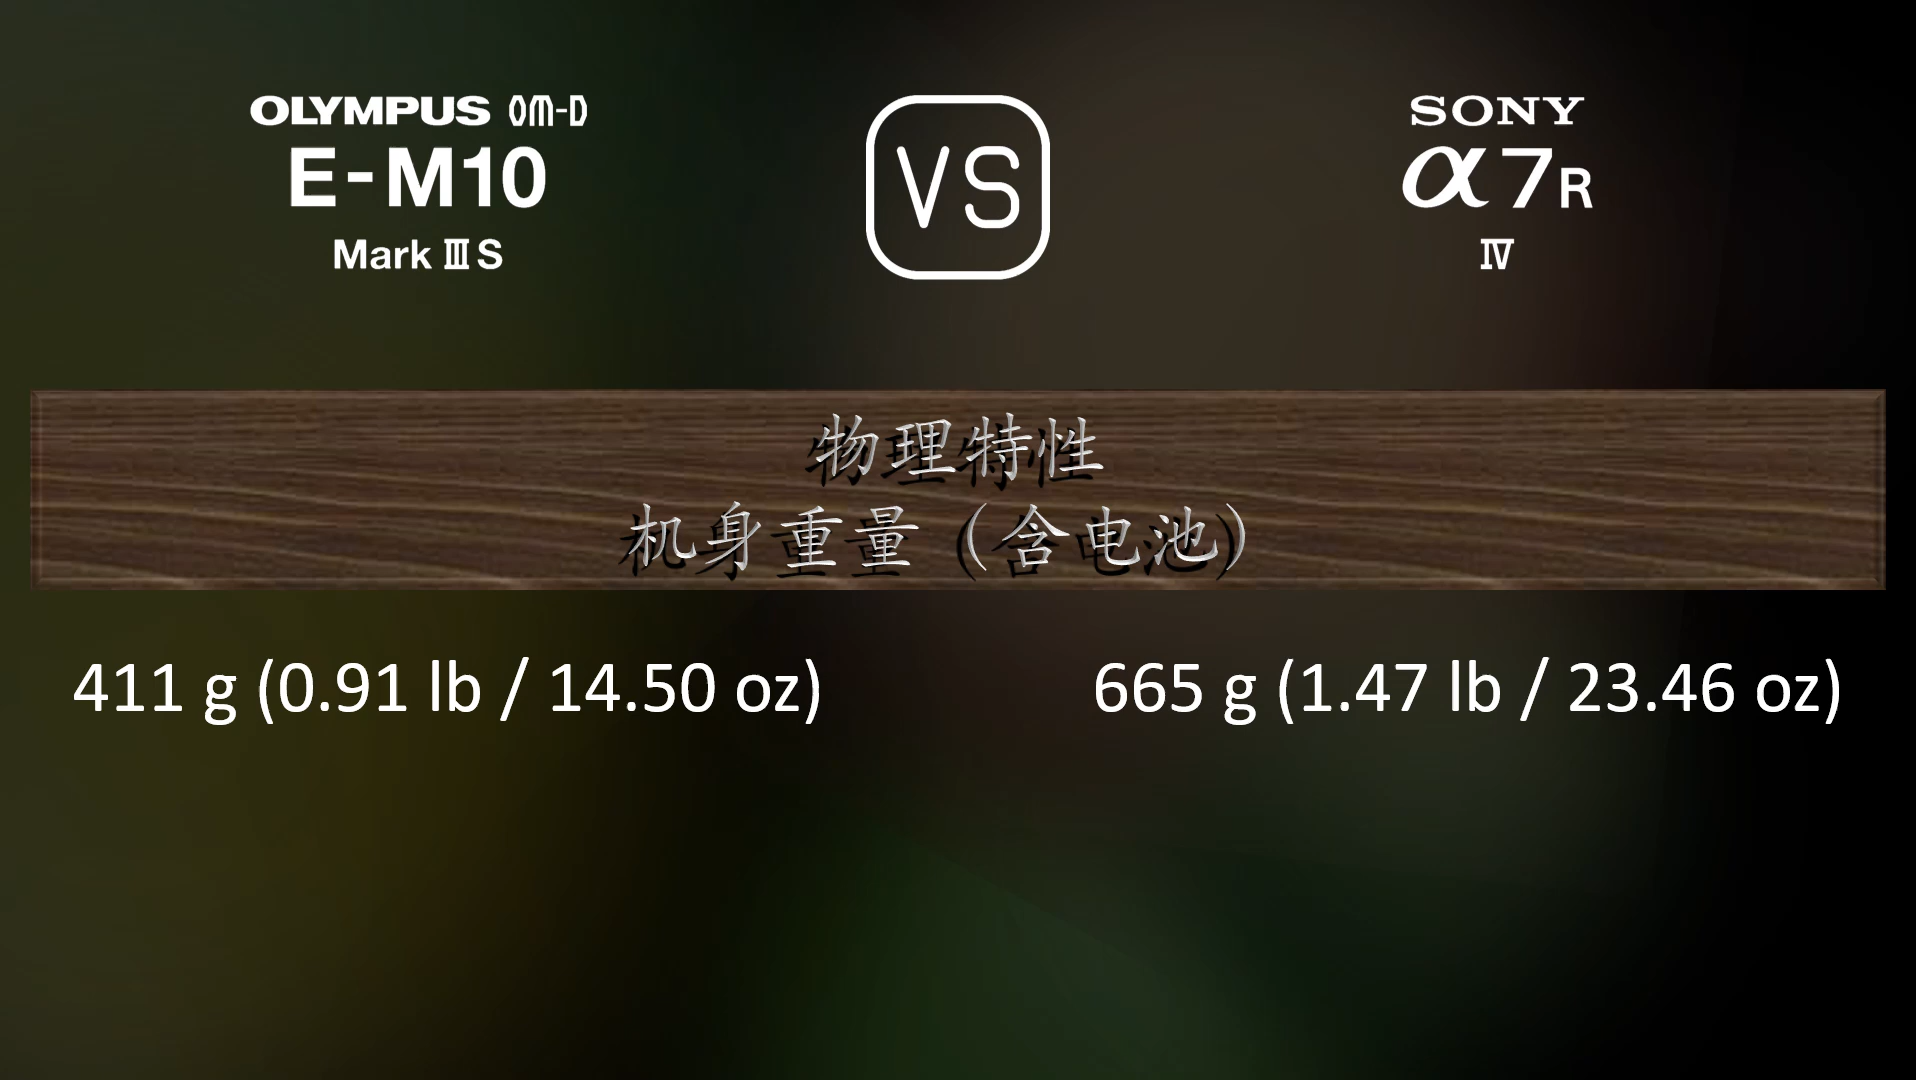 OLYMPUS OM-D
E-M10
Mark III S
VS
SONY
α7R
IV
物理特性
机身重量（含电池）
411 g (0.91 lb / 14.50 oz)
665 g (1.47 lb / 23.46 oz)